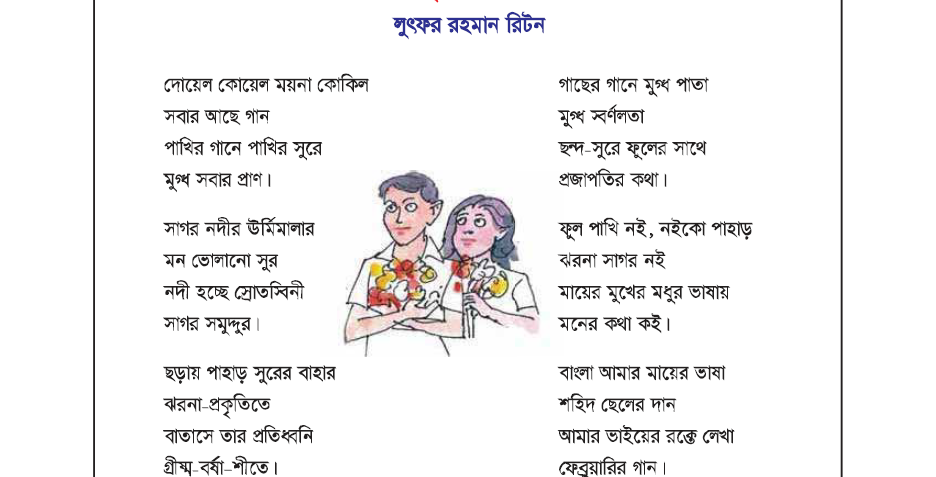 লুৎফর রহমান রিটন
দোয়েল কোয়েল ময়না কোকিল
সবার আছে গান
পাখির গানে পাখির সুরে
মুগ্ধ সবার প্রাণ।
সাগর নদীর ঊর্মিমালার
মন ভোলানো সুর
নদী হচ্ছে স্রোতস্বিনী
সাগর সমুদ্দুর।
ছড়ায় পাহাড় সুরের বাহার
ঝরনা-প্রকৃতিতে
বাতাসে তার প্রতিধ্বনি
গ্রীষ্ম-বর্ষা-শীতে।
গাছের গানে মুগ্ধ পাতা
মুগ্ধ স্বর্ণলতা
ছন্দ-সুরে ফুলের সাথে
প্রজাপতির কথা।
ফুল পাখি নই, নইকো পাহাড়
ঝরনা সাগর নই
মায়ের মুখের মধুর ভাষায়
মনের কথা কই।
বাংলা আমার মায়ের ভাষা
শহিদ ছেলের দান
আমার ভাইয়ের রক্তে লেখা
ফেব্রুয়ারির গান।